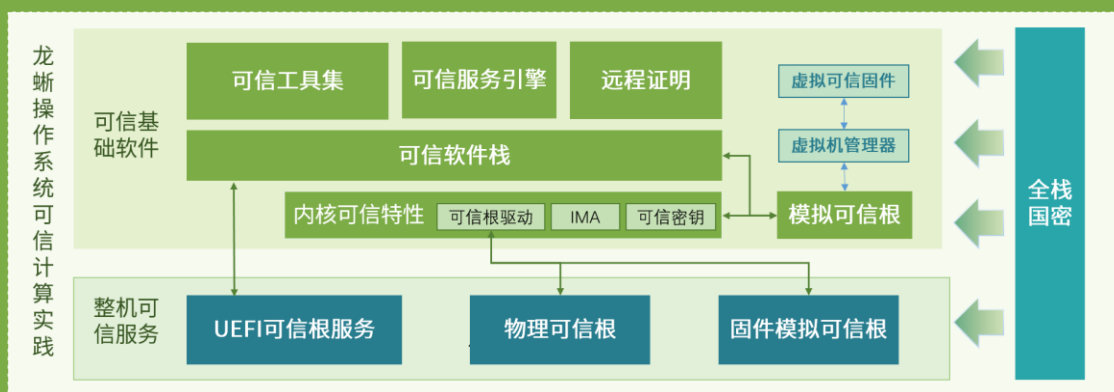 龙蜥操作系统可信计算实践
可信基
础软件
可信工具集
可信服务引擎
远程证明
虚拟可信固件
可信软件栈
虚拟机管理器
内核可信特性
可信根驱动
IMA
可信密钥
模拟可信根
全栈
国密
整机可
信服务
UEFI可信根服务
物理可信根
固件模拟可信根